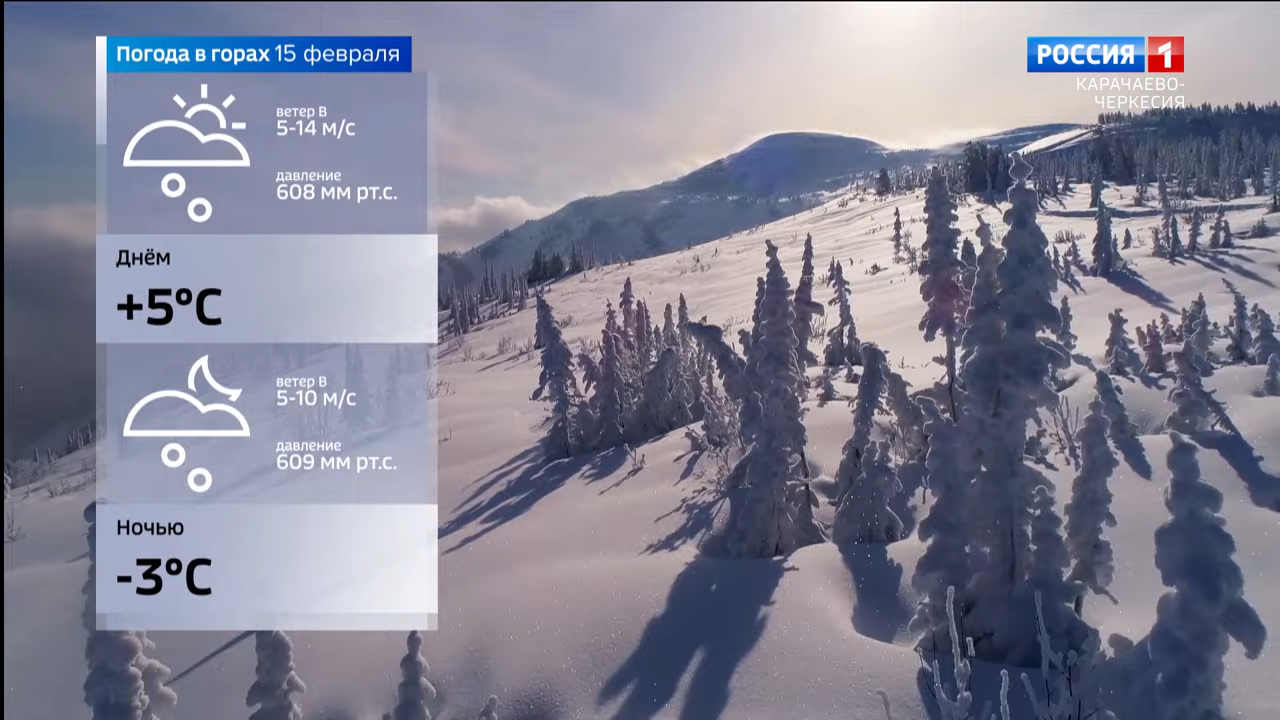 Погода в горах 15 февраля
РОССИЯ 1
КАРАЧАЕВО-
ЧЕРКЕСИЯ
ветер В
5-14 м/с
давление
608 мм рт.с.
Днём
+5°C
ветер В
5-10 м/с
давление
609 мм рт.с.
Ночью
-3°C